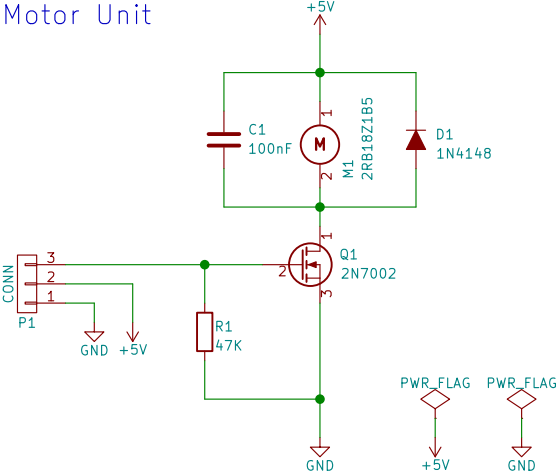 Motor Unit
+5V
C1
100nF
1
M
2
M1
2RB18Z1B5
D1
1N4148
1
Q1
2
2N7002
3
CONN
3
2
1
P1
GND
+5V
R1
47K
GND
PWR_FLAG
+5V
PWR_FLAG
GND